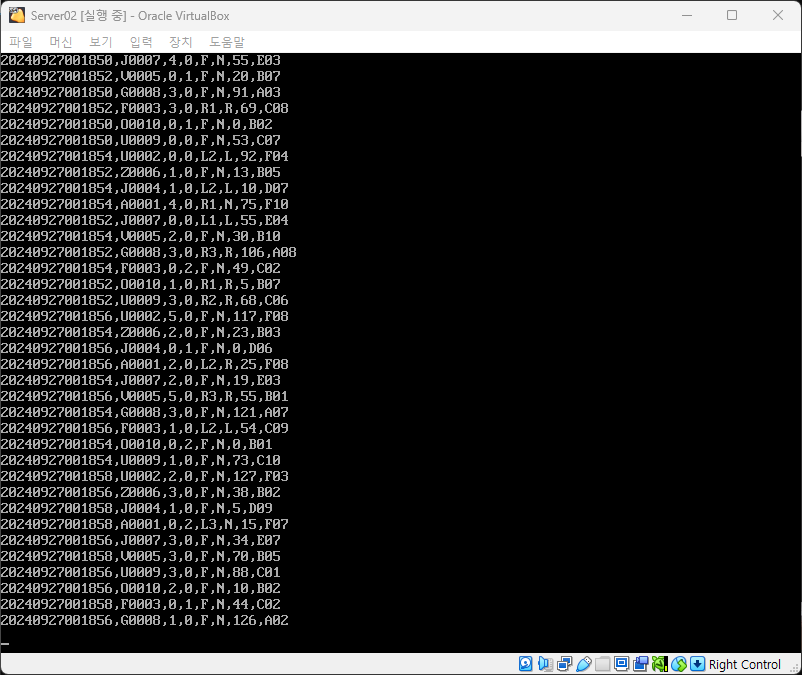 Server02 [실행 중] - Oracle VirtualBox
파일 머신 보기 입력 장치 도움말
20240927001850,J0007,4,0,F,N,55,E03
20240927001852,V0005,0,1,F,N,20,B07
20240927001850,G0008,3,0,F,N,91,A03
20240927001852,F0003,3,0,R1,R,69,C08
20240927001850,O0010,0,1,F,N,0,B02
20240927001852,U0009,0,0,F,N,53,C07
20240927001854,U0002,0,0,L2,L,92,F04
20240927001852,Z0006,1,0,F,N,13,B05
20240927001854,J0004,1,0,L2,L,10,D07
20240927001854,A0001,4,0,R1,N,75,F10
20240927001852,J0007,0,0,L1,L,55,E04
20240927001854,V0005,2,0,F,N,30,B10
20240927001852,G0008,3,0,R3,R,106,A08
20240927001854,F0003,0,2,F,N,49,C02
20240927001852,O0010,1,0,R1,R,5,B07
20240927001852,U0009,3,0,R2,R,68,C06
20240927001856,U0002,5,0,F,N,117,F08
20240927001854,Z0006,2,0,F,N,23,B03
20240927001856,J0004,0,1,F,N,0,D06
20240927001856,A0001,2,0,L2,R,25,F08
20240927001854,J0007,2,0,F,N,19,E03
20240927001856,V0005,5,0,R3,R,55,B01
20240927001854,G0008,3,0,F,N,121,A07
20240927001856,F0003,1,0,L2,L,54,C09
20240927001854,O0010,0,2,F,N,0,B01
20240927001854,U0009,1,0,F,N,73,C10
20240927001858,U0002,2,0,F,N,127,F03
20240927001856,Z0006,3,0,F,N,38,B02
20240927001858,J0004,1,0,F,N,5,D09
20240927001858,A0001,0,2,L3,N,15,F07
20240927001856,J0007,3,0,F,N,34,E07
20240927001858,V0005,3,0,F,N,70,B05
20240927001856,U0009,3,0,F,N,88,C01
20240927001856,O0010,2,0,F,N,10,B02
20240927001858,F0003,0,1,F,N,44,C02
20240927001856,G0008,1,0,F,N,126,A02
Right Control